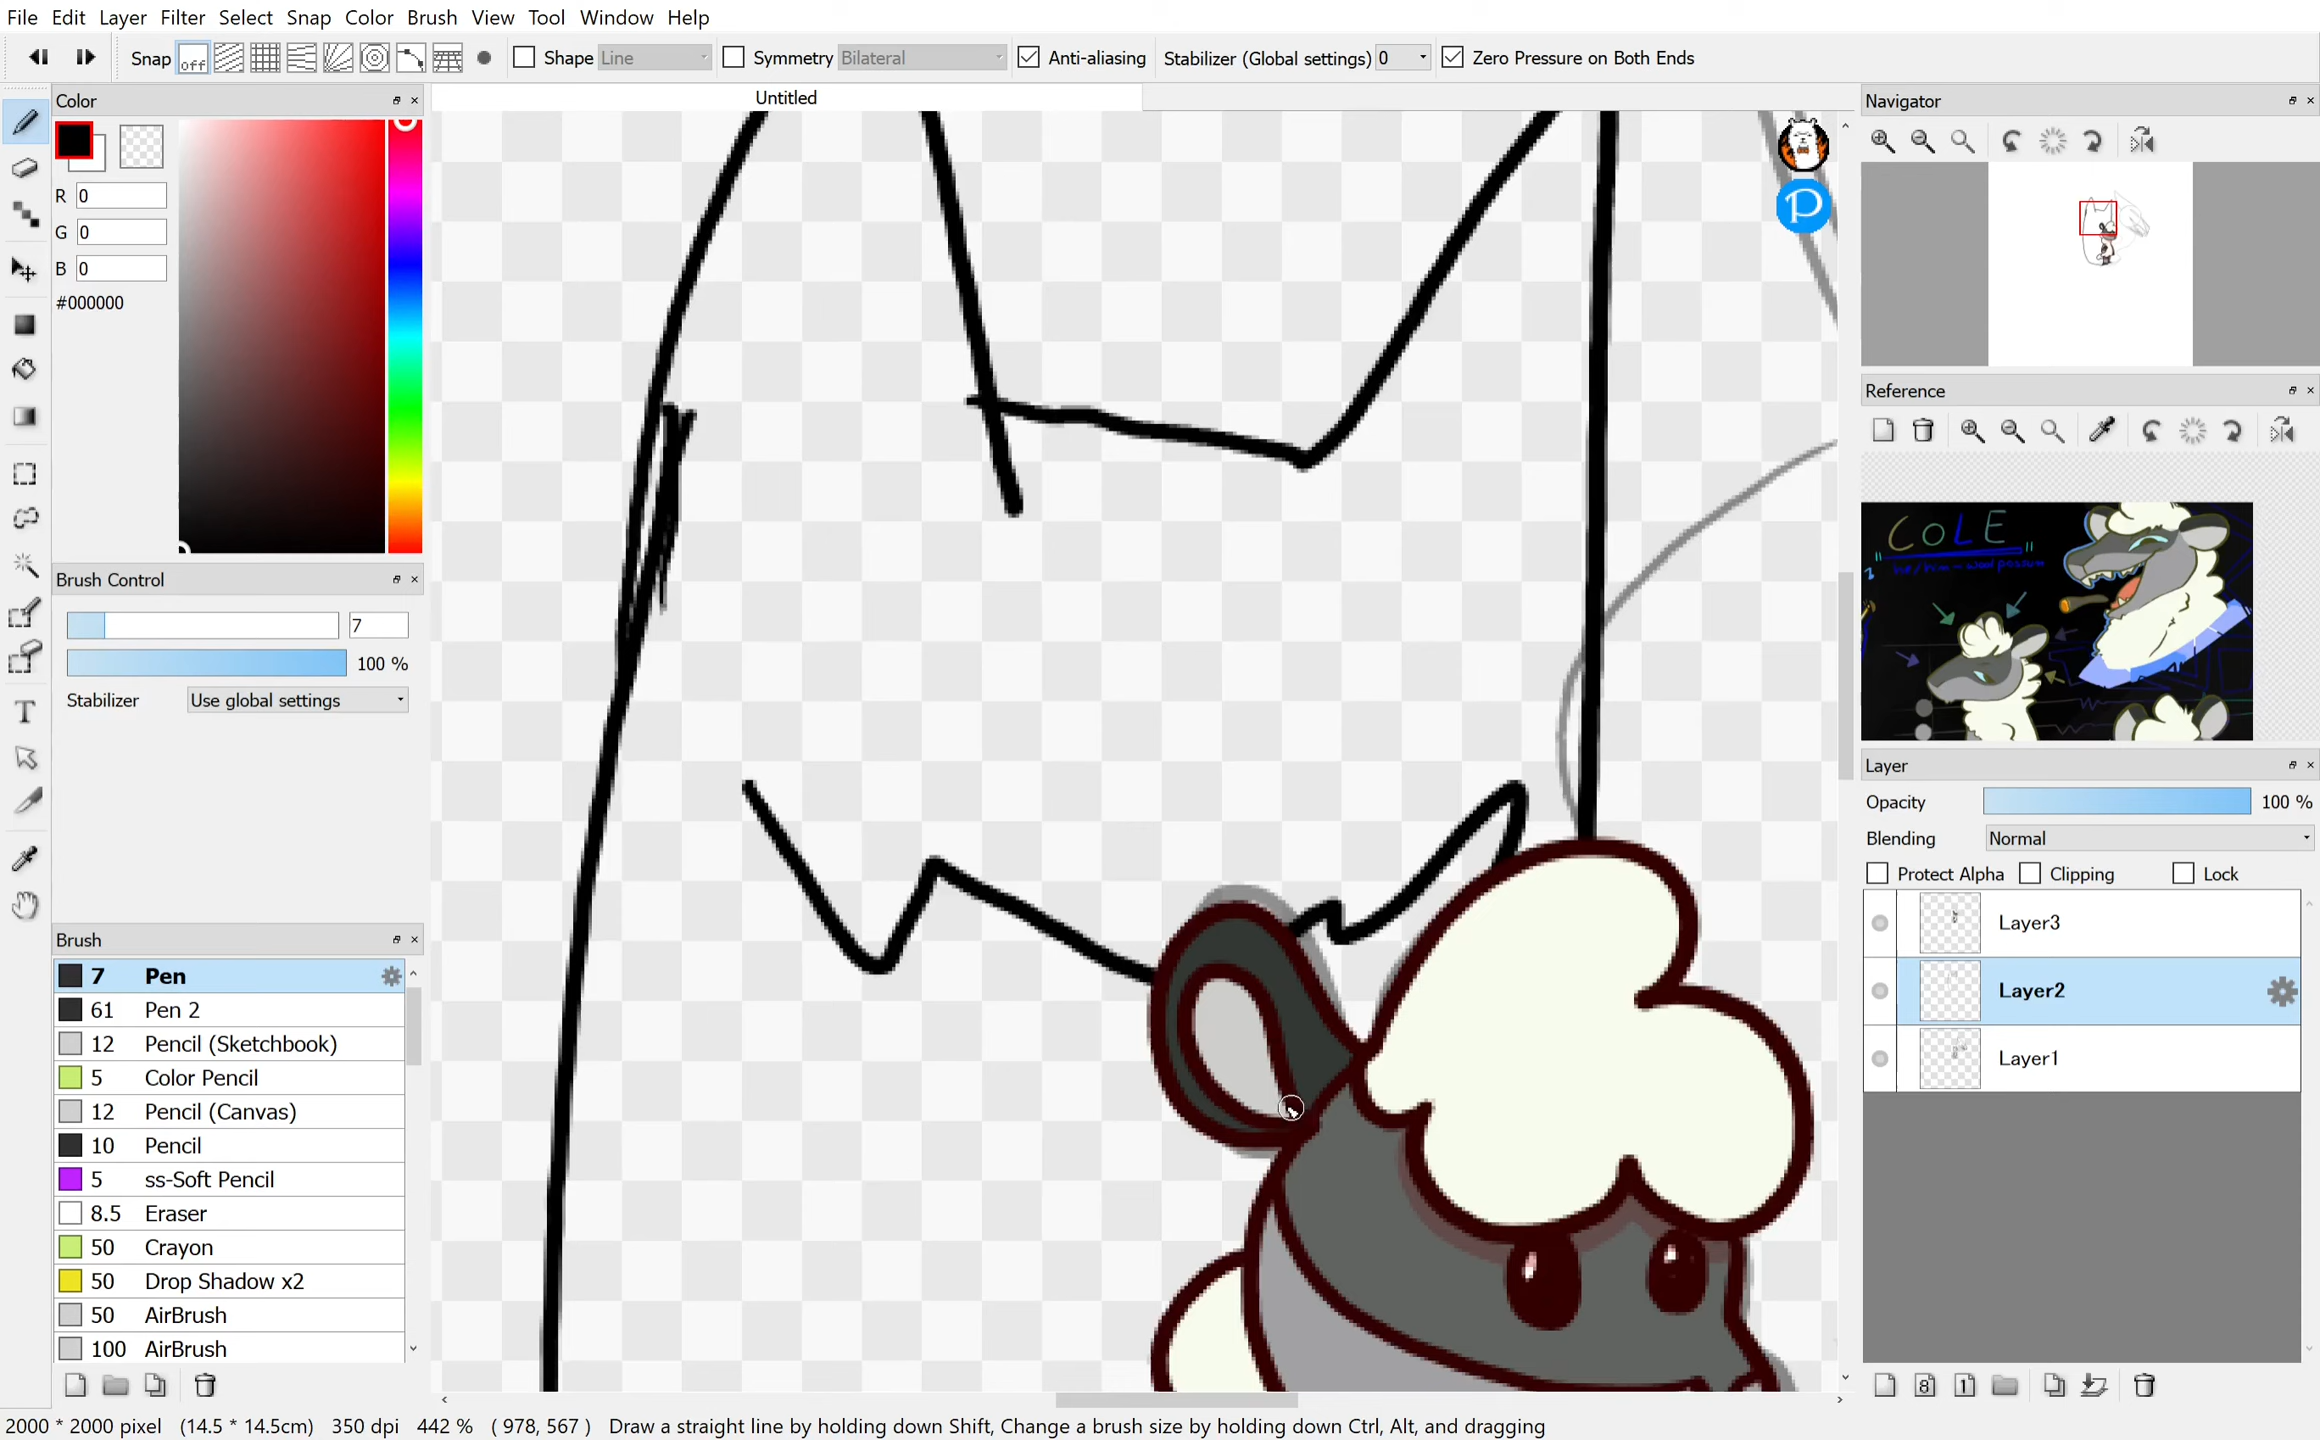 File Edit Layer Filter Select Snap Color Brush View Tool Window Help
Snap off Shape Line Symmetry Bilateral Anti-aliasing Stabilizer (Global settings) 0 Zero Pressure on Both Ends
Color
R 0
G 0
B 0
#000000
Brush Control
7
100 %
Stabilizer Use global settings
Brush
7 Pen
61 Pen 2
12 Pencil (Sketchbook)
5 Color Pencil
12 Pencil (Canvas)
10 Pencil
5 ss-Soft Pencil
8.5 Eraser
50 Crayon
50 Drop Shadow x2
50 AirBrush
100 AirBrush
Untitled
P
Navigator
Reference
"COLE"
Layer
Opacity 100 %
Blending Normal
Protect Alpha Clipping Lock
Layer3
Layer2
Layer1
8 1
2000 * 2000 pixel (14.5 * 14.5cm) 350 dpi 442 % ( 978, 567 ) Draw a straight line by holding down Shift, Change a brush size by holding down Ctrl, Alt, and dragging